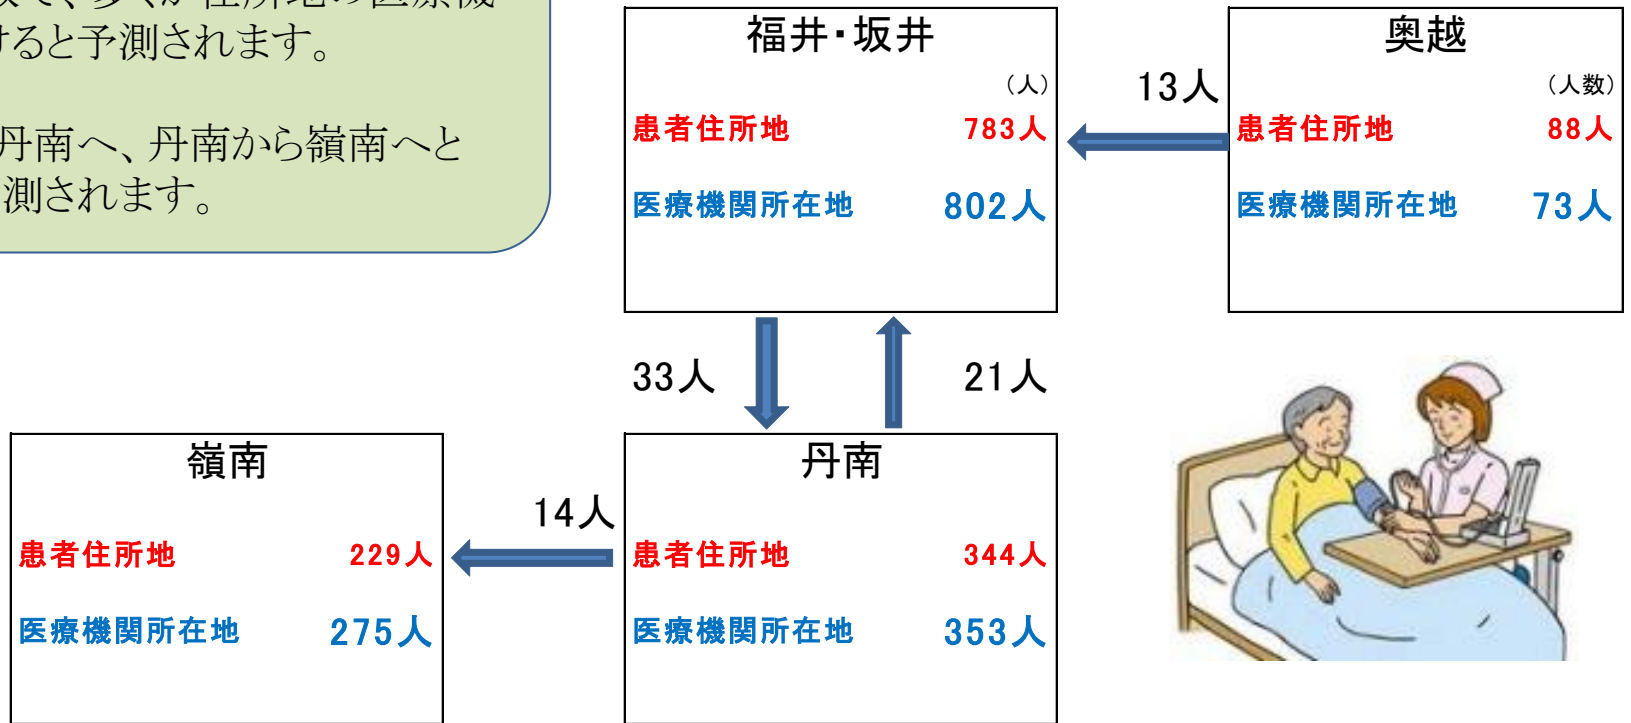 ると予測されます。
丹南へ、丹南から嶺南へと
測されます。
福井・坂井
(人)
患者住所地 783人
医療機関所在地 802人
13人
奥越
(人数)
患者住所地 88人
医療機関所在地 73人
33人
21人
嶺南
患者住所地 229人
医療機関所在地 275人
14人
丹南
患者住所地 344人
医療機関所在地 353人